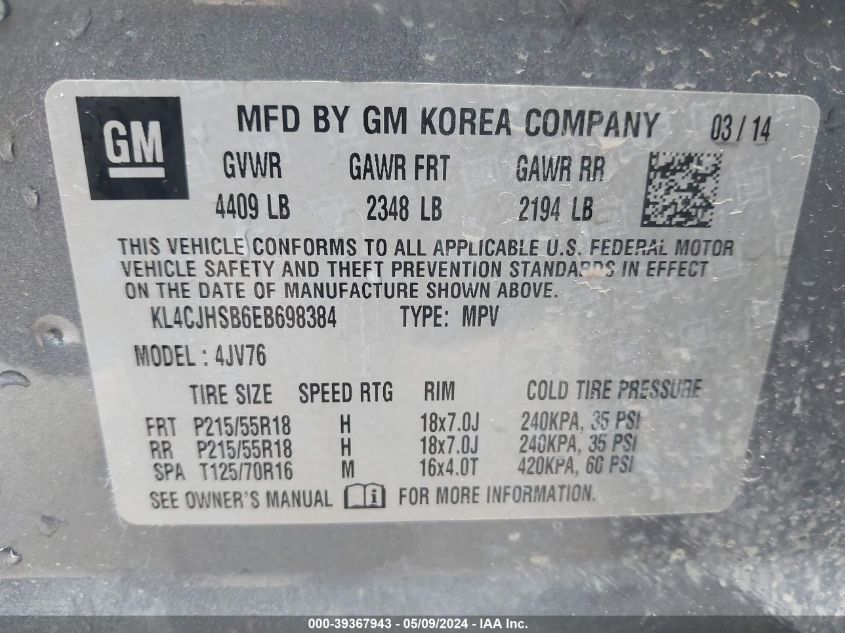 GM MFD BY GM KOREA COMPANY 03/14
GVWR GAWR FRT GAWR RR
4409 LB 2348 LB 2194 LB
THIS VEHICLE CONFORMS TO ALL APPLICABLE U.S. FEDERAL MOTOR
VEHICLE SAFETY AND THEFT PREVENTION STANDARDS IN EFFECT
ON THE DATE OF MANUFACTURE SHOWN ABOVE.
KL4CJHSB6EB698384 TYPE: MPV
MODEL : 4JV76
TIRE SIZE SPEED RTG RIM COLD TIRE PRESSURE
FRT P215/55R18 H 18x7.0J 240KPA, 35 PSI
RR P215/55R18 H 18x7.0J 240KPA, 35 PSI
SPA T125/70R16 M 16x4.0T 420KPA, 60 PSI
SEE OWNER'S MANUAL FOR MORE INFORMATION.
000-39367943 - 05/09/2024 - IAA Inc.